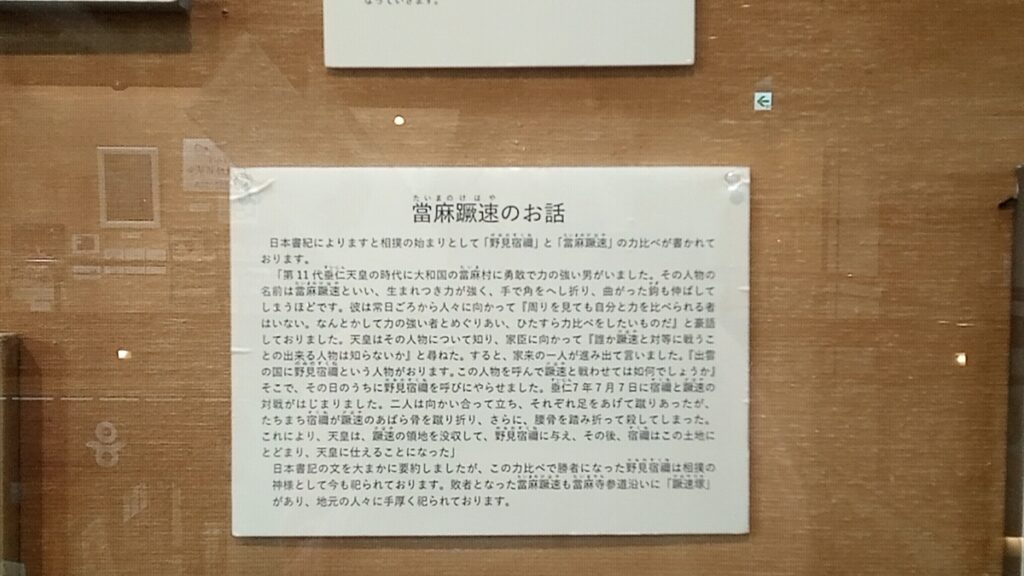 なっていきます。
たいまのけはや
當麻蹶速のお話
日本書紀によりますと相撲の始まりとして「野見宿禰」と「當麻蹶速」の力比べが書かれて
おります。
「第11代垂仁天皇の時代に大和国の當麻村に勇敢で力の強い男がいました。その人物の
名前は當麻蹶速といい、生まれつき力が強く、手で角をへし折り、曲がった鉤も伸ばして
しまうほどです。彼は常日ごろから人々に向かって『周りを見ても自分と力を比べられる者
はいない。なんとかして力の強い者とめぐりあい、ひたすら力比べをしたいものだ』と豪語
しておりました。天皇はその人物について知り、家臣に向かって『誰か蹶速と対等に戦うこ
との出来る人物は知らないか』と尋ねた。すると、家来の一人が進み出て言いました。『出雲
の国に野見宿禰という人物がおります。この人物を呼んで蹶速と戦わせては如何でしょうか』
そこで、その日のうちに野見宿禰を呼びにやらせました。垂仁7年7月7日に宿禰と蹶速の
対戦がはじまりました。二人は向かい合って立ち、それぞれ足をあげて蹴りあったが、
たちまち宿禰が蹶速のあばら骨を蹴り折り、さらに、腰骨を踏み折って殺してしまった。
これにより、天皇は、蹶速の領地を没収して、野見宿禰に与え、その後、宿禰はこの土地に
とどまり、天皇に仕えることになった」
日本書記の文を大まかに要約しましたが、この力比べで勝者になった野見宿禰は相撲の
神様として今も祀られております。敗者となった當麻蹶速も當麻寺参道沿いに「蹶速塚」
があり、地元の人々に手厚く祀られております。